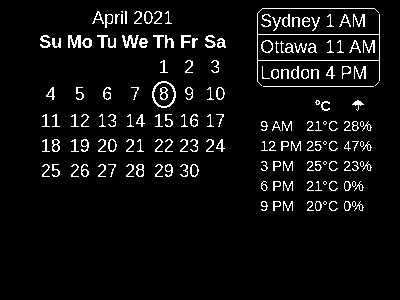 April 2021
Su Mo Tu We Th Fr Sa
1 2 3
4 5 6 7 8 9 10
11 12 13 14 15 16 17
18 19 20 21 22 23 24
25 26 27 28 29 30
Sydney 1 AM
Ottawa 11 AM
London 4 PM
°C ☂
9 AM 21°C 28%
12 PM 25°C 47%
3 PM 25°C 23%
6 PM 21°C 0%
9 PM 20°C 0%